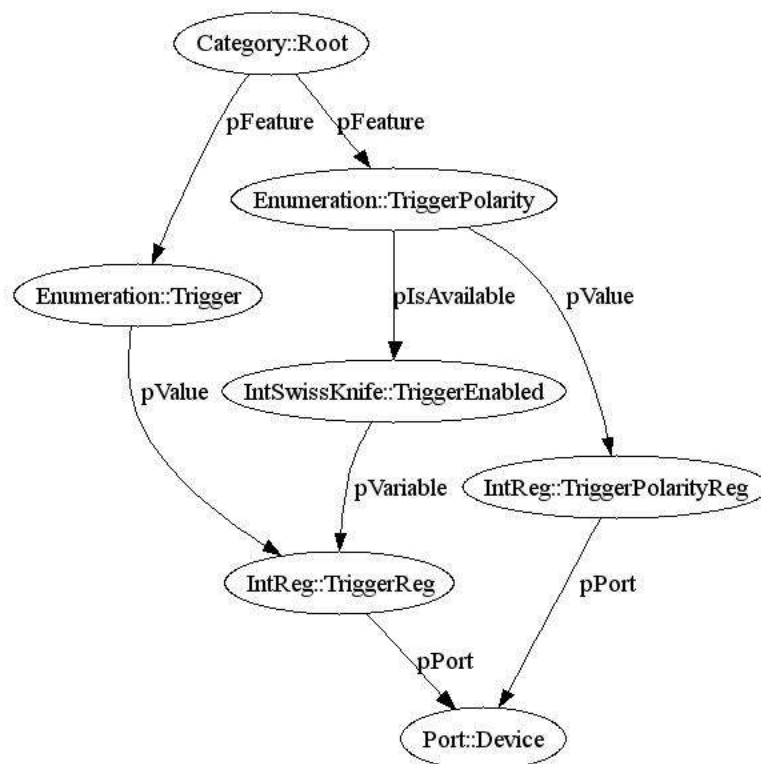 Category::Root
pFeature
pFeature
Enumeration::TriggerPolarity
Enumeration::Trigger
pIsAvailable
pValue
pValue
IntSwissKnife::TriggerEnabled
pVariable
IntReg::TriggerPolarityReg
IntReg::TriggerReg
pPort
pPort
Port::Device